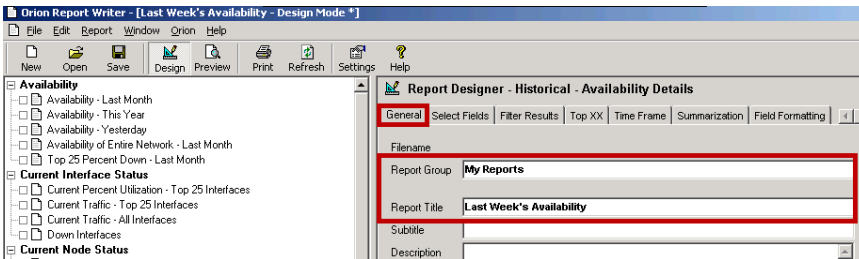 Orion Report Writer - [Last Week's Availability - Design Mode *]
File Edit Report Window Orion Help
New Open Save Design Preview Print Refresh Settings Help
Availability
Availability - Last Month
Availability - This Year
Availability - Yesterday
Availability of Entire Network - Last Month
Top 25 Percent Down - Last Month
Current Interface Status
Current Percent Utilization - Top 25 Interfaces
Current Traffic - Top 25 Interfaces
Current Traffic - All Interfaces
Down Interfaces
Current Node Status
Report Designer - Historical - Availability Details
General Select Fields Filter Results Top XX Time Frame Summarization Field Formatting
Filename
Report Group My Reports
Report Title Last Week's Availability
Subtitle
Description